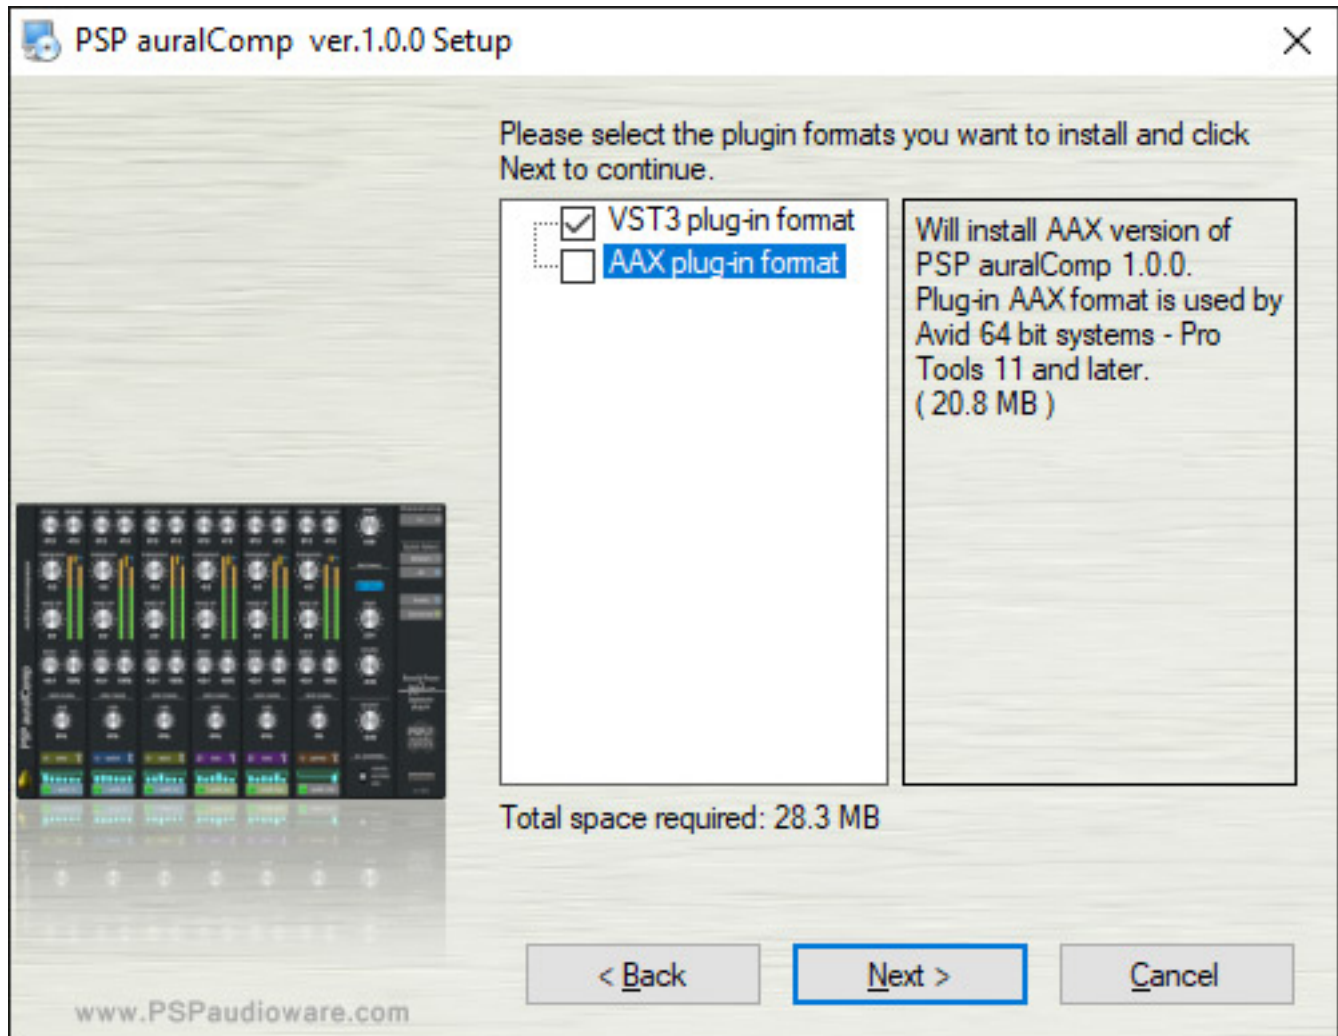 PSP auralComp ver.1.0.0 Setup
Please select the plugin formats you want to install and click
Next to continue.
VST3 plug-in format
AAX plug-in format
Will install AAX version of
PSP auralComp 1.0.0.
Plug-in AAX format is used by
Avid 64 bit systems - Pro
Tools 11 and later.
( 20.8 MB )
PSP auralComp
Total space required: 28.3 MB
< Back
Next >
Cancel
www.PSPaudioware.com